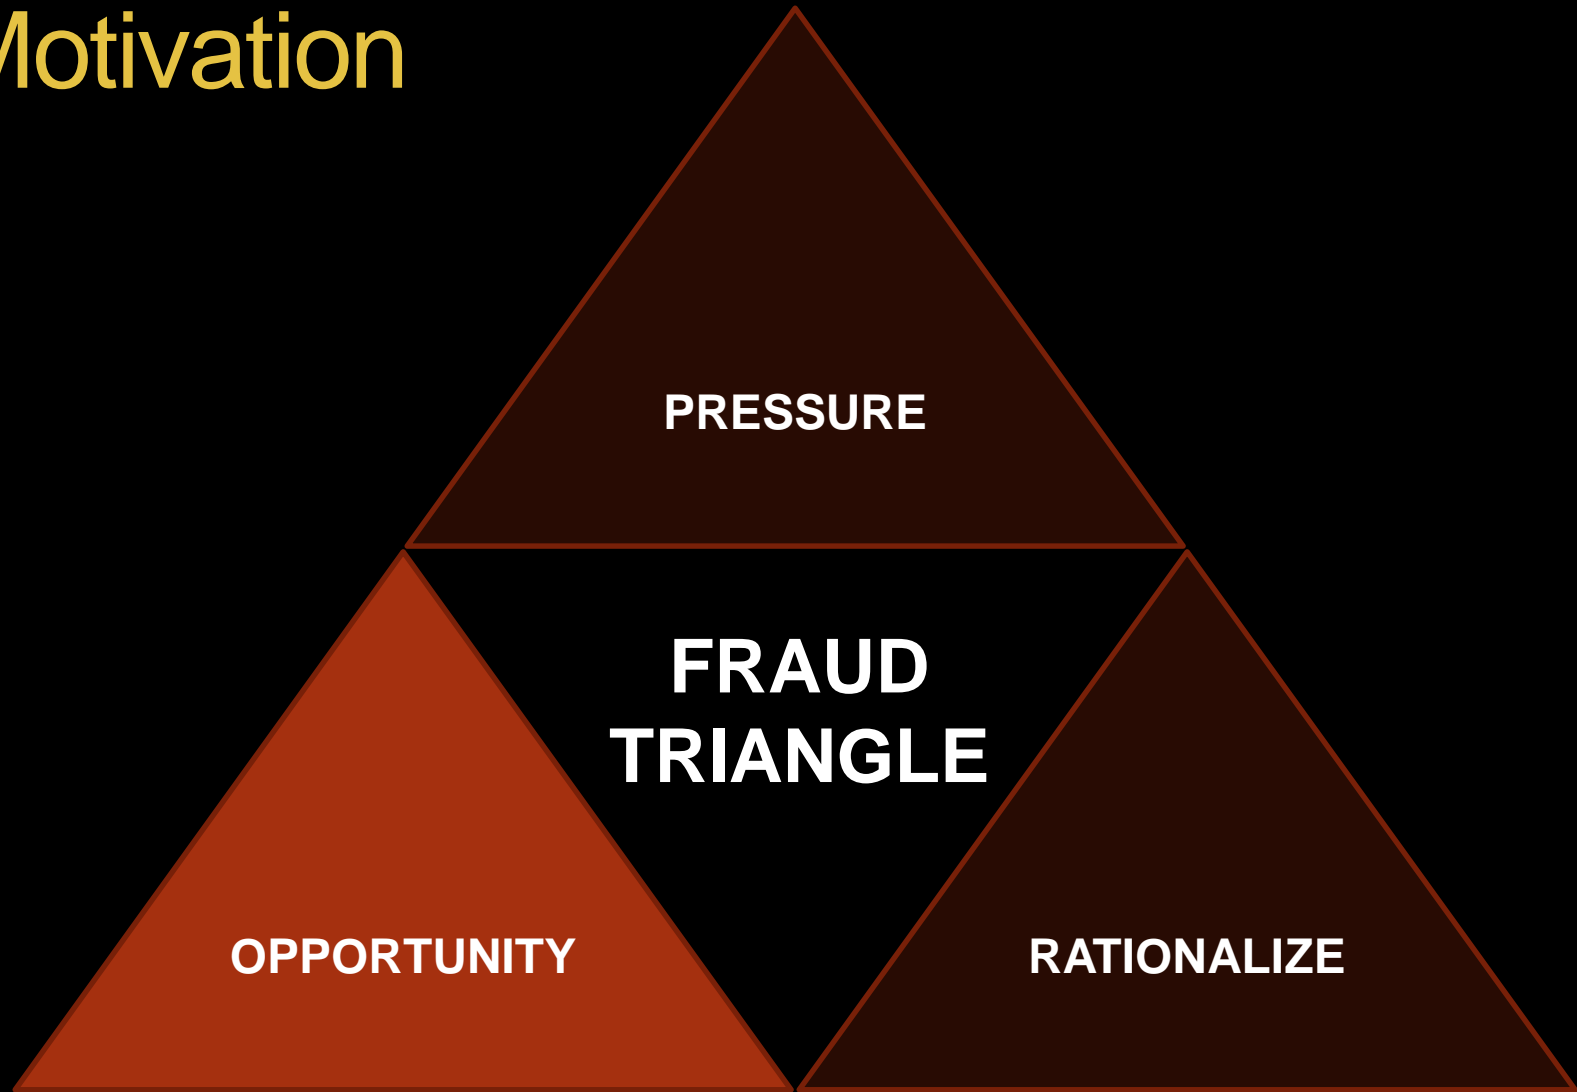 Motivation
PRESSURE
FRAUD
TRIANGLE
OPPORTUNITY
RATIONALIZE